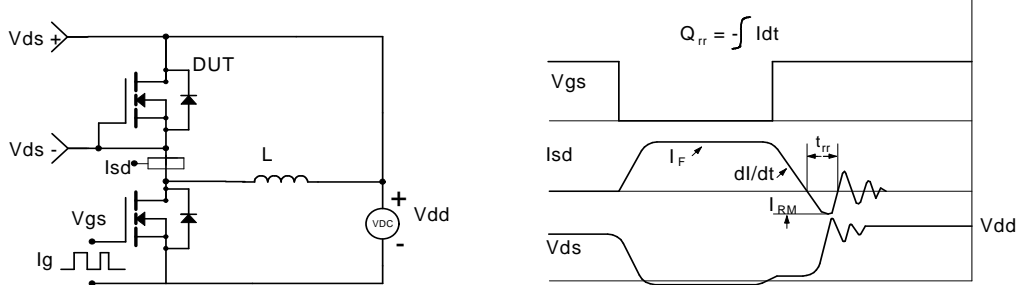 Vds +
DUT
Vds -
Isd
L
Vgs
Ig
+
VDC
-
Vdd
Q rr = -∫ Idt
Vgs
Isd
I F
dI/dt
t rr
I RM
Vds
Vdd